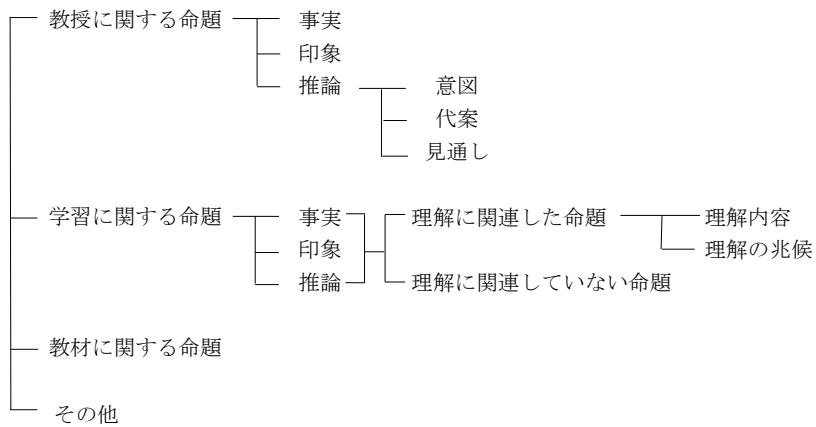 教授に関する命題 事実
印象
推論 意図
代案
見通し
学習に関する命題 事実 理解に関連した命題 理解内容
印象 理解の兆候
推論 理解に関連していない命題
教材に関する命題
その他